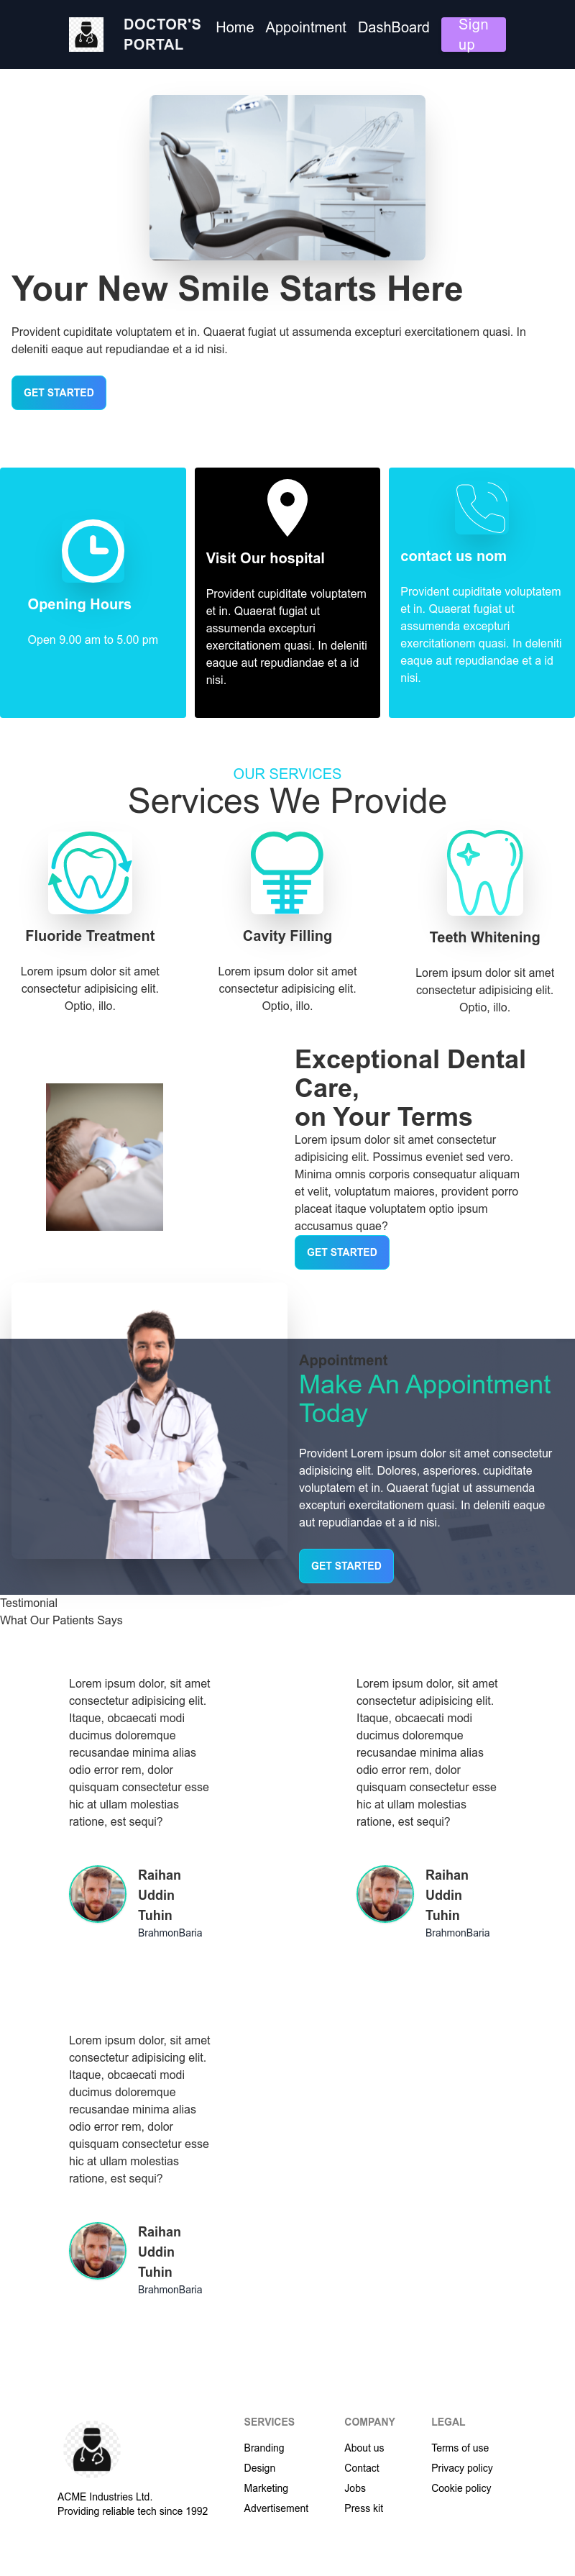 DOCTOR'S
PORTAL
Home
Appointment
DashBoard
Sign
up
Your New Smile Starts Here
Provident cupiditate voluptatem et in. Quaerat fugiat ut assumenda excepturi exercitationem quasi. In
deleniti eaque aut repudiandae et a id nisi.
GET STARTED
Opening Hours
Open 9.00 am to 5.00 pm
Visit Our hospital
Provident cupiditate voluptatem
et in. Quaerat fugiat ut
assumenda excepturi
exercitationem quasi. In deleniti
eaque aut repudiandae et a id
nisi.
contact us nom
Provident cupiditate voluptatem
et in. Quaerat fugiat ut
assumenda excepturi
exercitationem quasi. In deleniti
eaque aut repudiandae et a id
nisi.
OUR SERVICES
Services We Provide
Fluoride Treatment
Lorem ipsum dolor sit amet
consectetur adipisicing elit.
Optio, illo.
Cavity Filling
Lorem ipsum dolor sit amet
consectetur adipisicing elit.
Optio, illo.
Teeth Whitening
Lorem ipsum dolor sit amet
consectetur adipisicing elit.
Optio, illo.
Exceptional Dental
Care,
on Your Terms
Lorem ipsum dolor sit amet consectetur
adipisicing elit. Possimus eveniet sed vero.
Minima omnis corporis consequatur aliquam
et velit, voluptatum maiores, provident porro
placeat itaque voluptatem optio ipsum
accusamus quae?
GET STARTED
Appointment
Make An Appointment
Today
Provident Lorem ipsum dolor sit amet consectetur
adipisicing elit. Dolores, asperiores. cupiditate
voluptatem et in. Quaerat fugiat ut assumenda
excepturi exercitationem quasi. In deleniti eaque
aut repudiandae et a id nisi.
GET STARTED
Testimonial
What Our Patients Says
Lorem ipsum dolor, sit amet
consectetur adipisicing elit.
Itaque, obcaecati modi
ducimus doloremque
recusandae minima alias
odio error rem, dolor
quisquam consectetur esse
hic at ullam molestias
ratione, est sequi?
Raihan
Uddin
Tuhin
BrahmonBaria
Lorem ipsum dolor, sit amet
consectetur adipisicing elit.
Itaque, obcaecati modi
ducimus doloremque
recusandae minima alias
odio error rem, dolor
quisquam consectetur esse
hic at ullam molestias
ratione, est sequi?
Raihan
Uddin
Tuhin
BrahmonBaria
Lorem ipsum dolor, sit amet
consectetur adipisicing elit.
Itaque, obcaecati modi
ducimus doloremque
recusandae minima alias
odio error rem, dolor
quisquam consectetur esse
hic at ullam molestias
ratione, est sequi?
Raihan
Uddin
Tuhin
BrahmonBaria
ACME Industries Ltd.
Providing reliable tech since 1992
SERVICES
Branding
Design
Marketing
Advertisement
COMPANY
About us
Contact
Jobs
Press kit
LEGAL
Terms of use
Privacy policy
Cookie policy